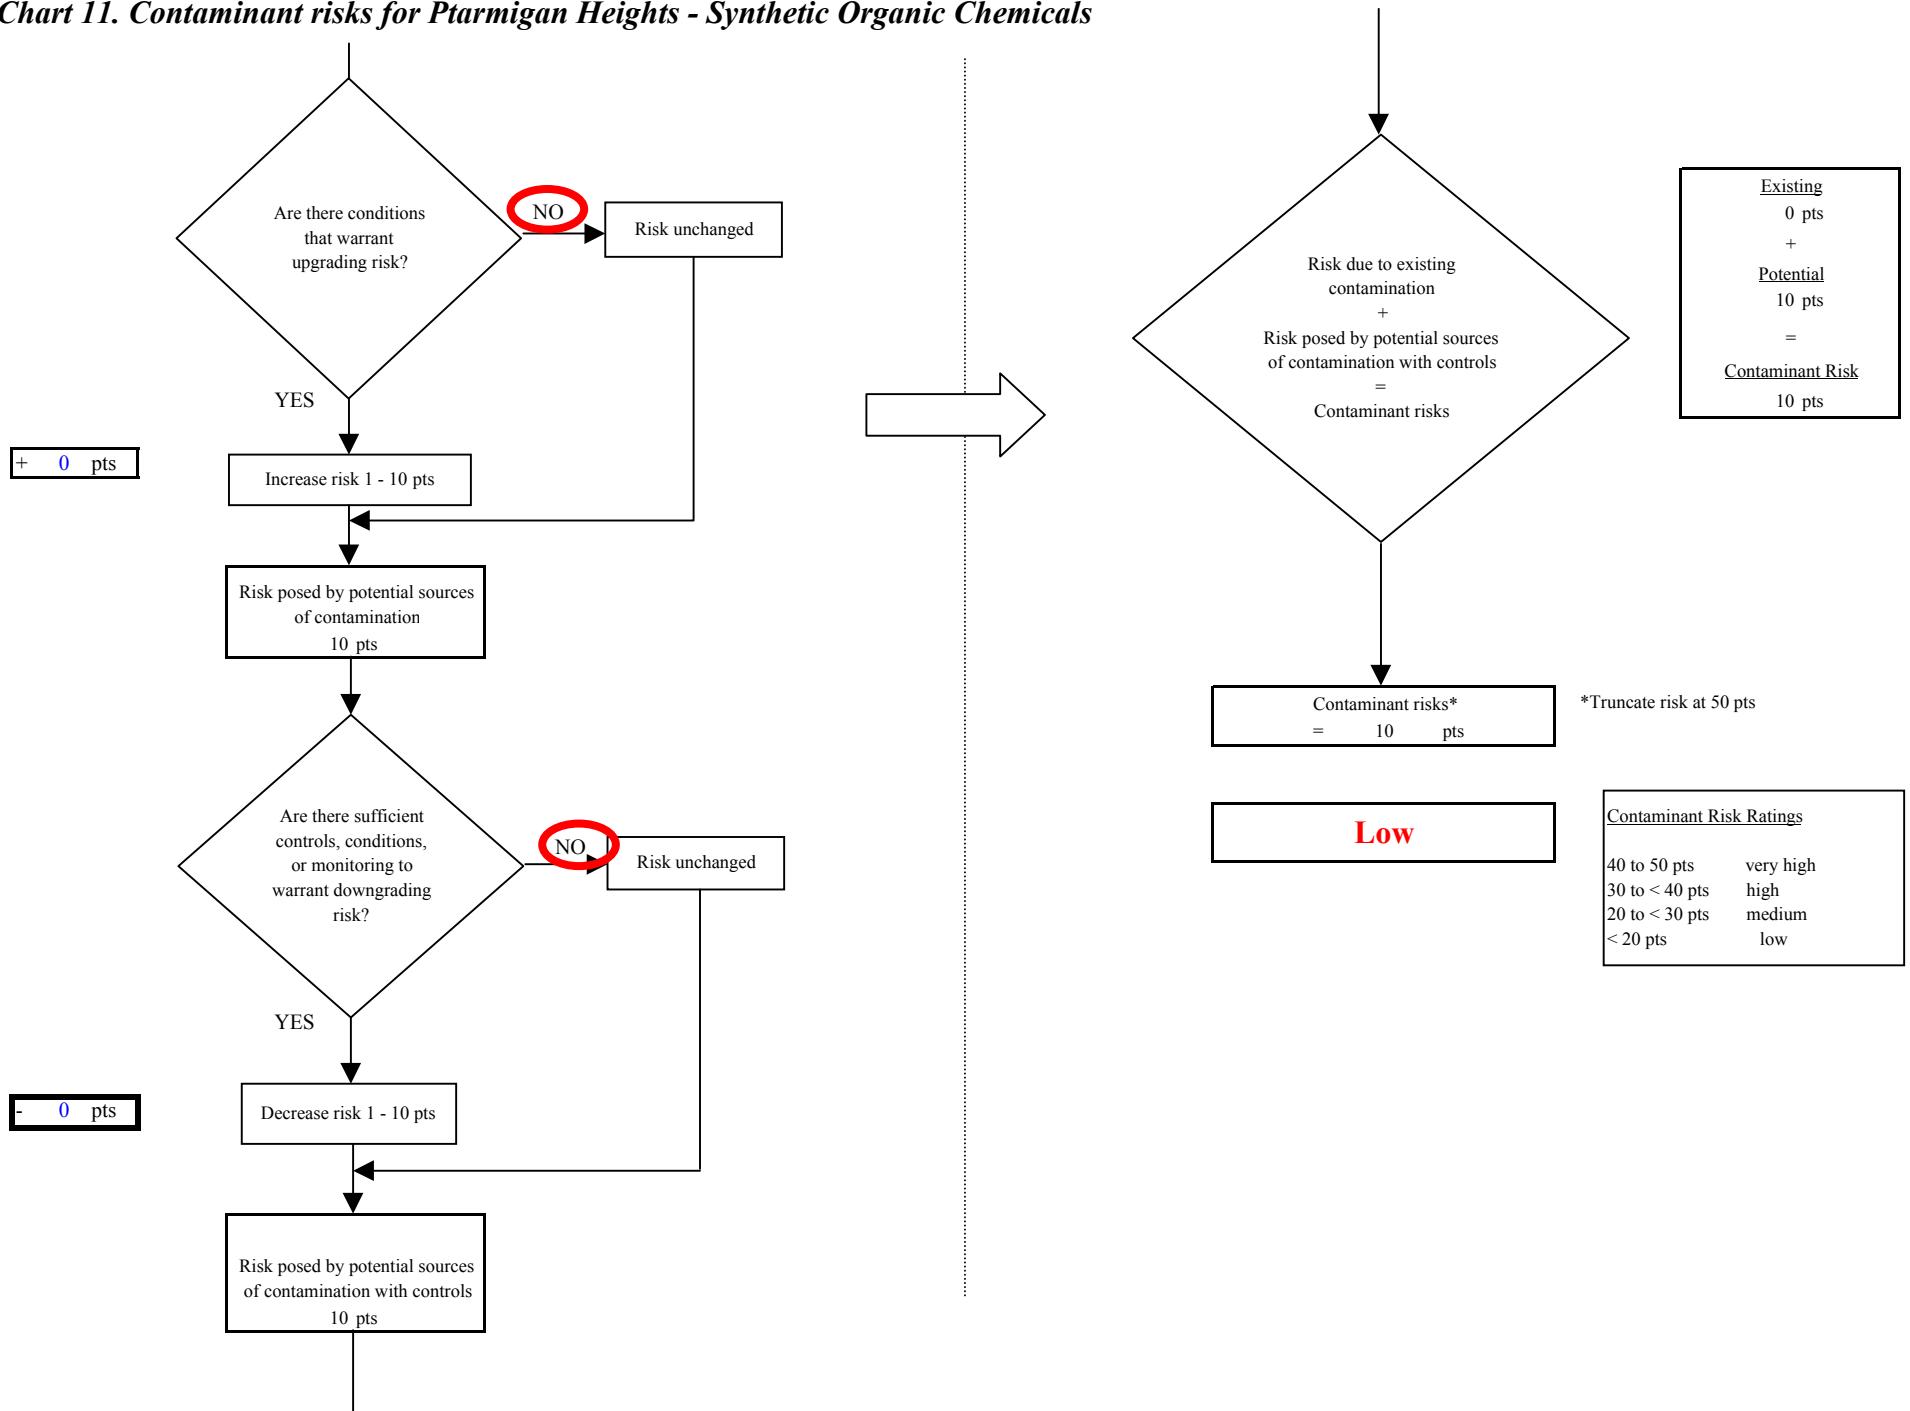 Chart 11. Contaminant risks for Ptarmigan Heights - Synthetic Organic Chemicals
Are there conditions
that warrant
upgrading risk?
NO
Risk unchanged
YES
+ 0 pts
Increase risk 1 - 10 pts
Risk posed by potential sources
of contamination
10 pts
Are there sufficient
controls, conditions,
or monitoring to
warrant downgrading
risk?
NO
Risk unchanged
YES
- 0 pts
Decrease risk 1 - 10 pts
Risk posed by potential sources
of contamination with controls
10 pts
Risk due to existing
contamination
+
Risk posed by potential sources
of contamination with controls
=
Contaminant risks
Existing
0 pts
+
Potential
10 pts
=
Contaminant Risk
10 pts
Contaminant risks*
= 10 pts
*Truncate risk at 50 pts
Low
Contaminant Risk Ratings
40 to 50 pts very high
30 to < 40 pts high
20 to < 30 pts medium
< 20 pts low